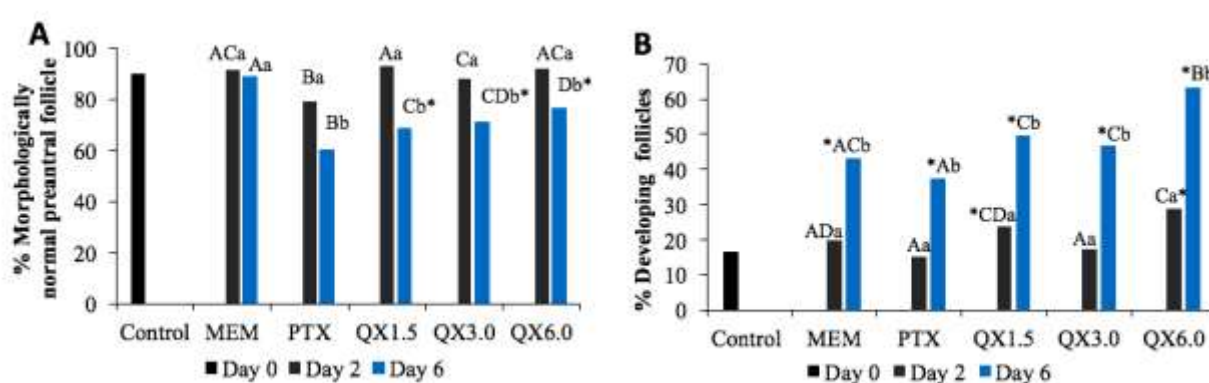 A
% Morphologically
normal preantral follicle
100
80
60
40
20
0
ACa
Aa
Ba
Bb
Aa
Cb*
Ca
CDb*
ACa
Db*
Control MEM PTX QX1.5 QX3.0 QX6.0
Day 0 Day 2 Day 6
B
% Developing follicles
70
60
50
40
30
20
10
0
ADa
*ACb
Aa
*Ab
*CDa
*Cb
Aa
*Cb
Ca*
*Bb
Control MEM PTX QX1.5 QX3.0 QX6.0
Day 0 Day 2 Day 6